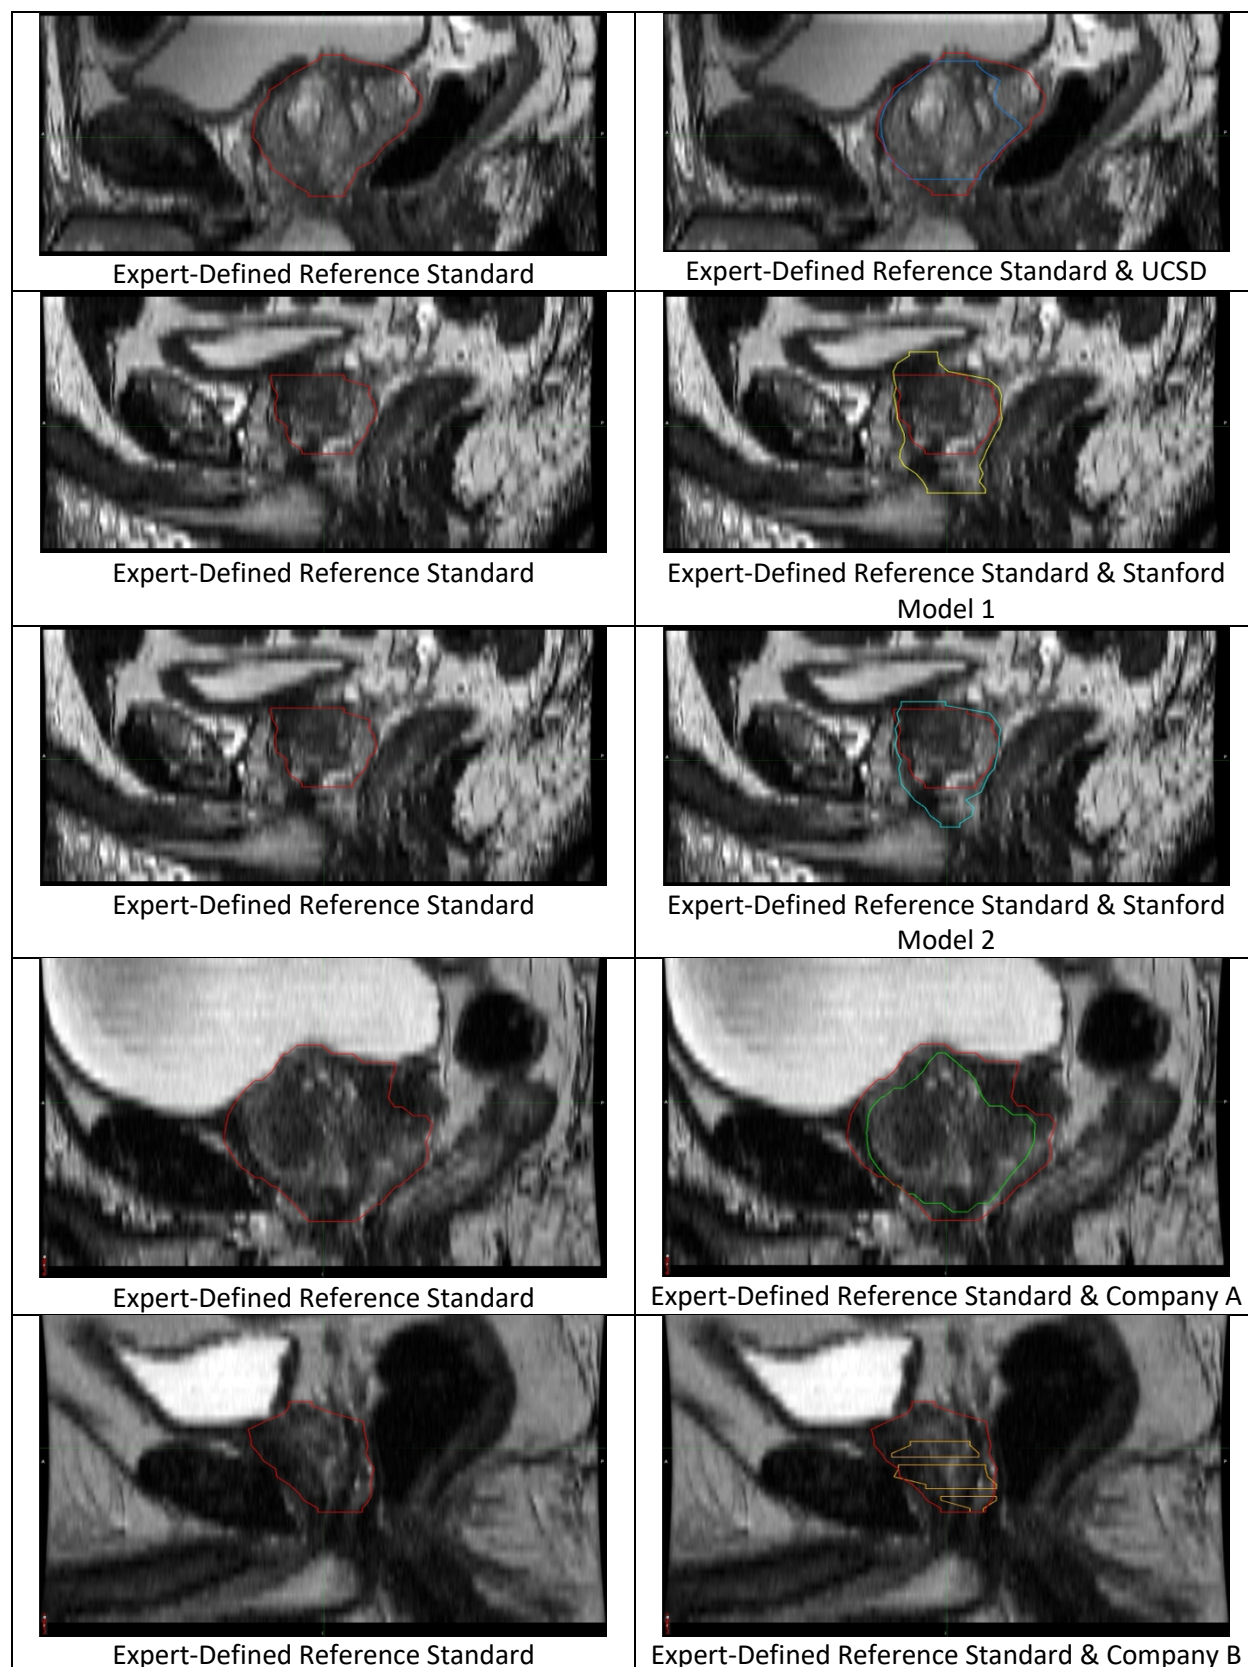 Expert-Defined Reference Standard
Expert-Defined Reference Standard & UCSD
Expert-Defined Reference Standard
Expert-Defined Reference Standard & Stanford
Model 1
Expert-Defined Reference Standard
Expert-Defined Reference Standard & Stanford
Model 2
Expert-Defined Reference Standard
Expert-Defined Reference Standard & Company A
Expert-Defined Reference Standard
Expert-Defined Reference Standard & Company B